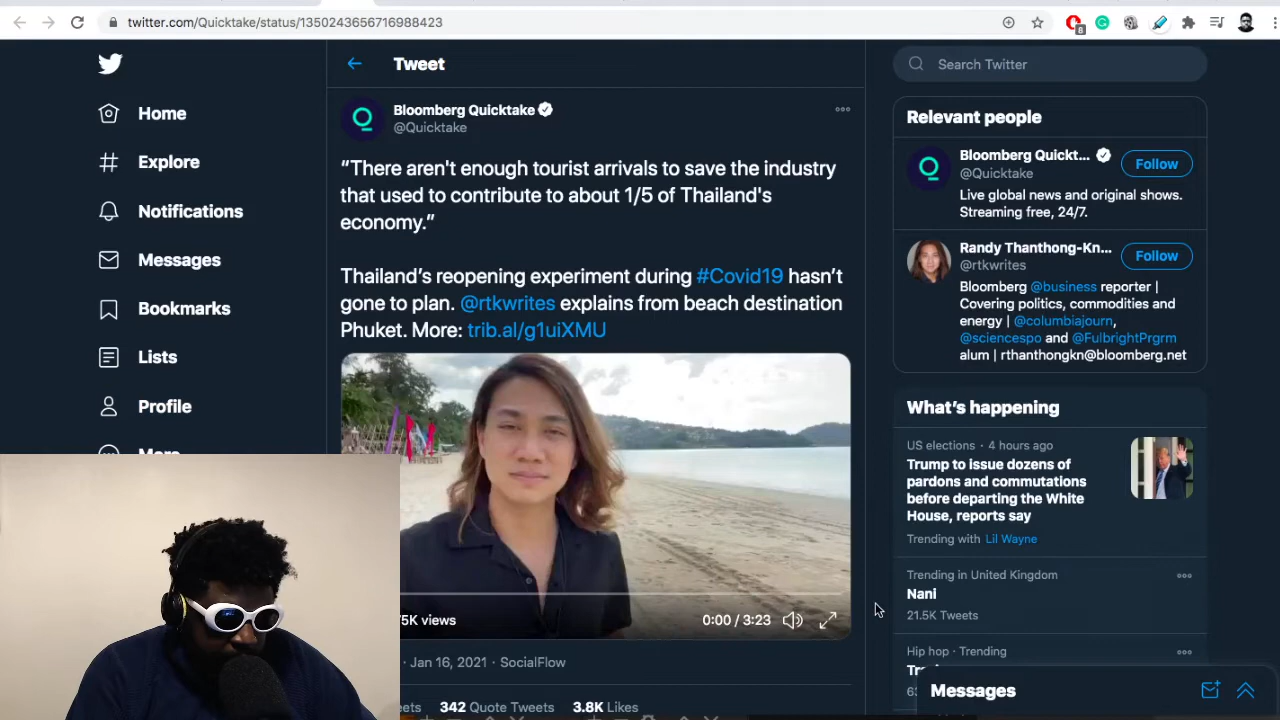 twitter.com/Quicktake/status/1350243656716988423
8
Home
Explore
Notifications
Messages
Bookmarks
Lists
Profile
Tweet
Bloomberg Quicktake
@Quicktake
“There aren't enough tourist arrivals to save the industry
that used to contribute to about 1/5 of Thailand's
economy.”
Thailand’s reopening experiment during #Covid19 hasn’t
gone to plan. @rtkwrites explains from beach destination
Phuket. More: trib.al/g1uiXMU
5K views
0:00 / 3:23
· Jan 16, 2021 · SocialFlow
342 Quote Tweets 3.8K Likes
Search Twitter
Relevant people
Bloomberg Quickt...
@Quicktake
Follow
Live global news and original shows.
Streaming free, 24/7.
Randy Thanthong-Kn...
@rtkwrites
Follow
Bloomberg @business reporter |
Covering politics, commodities and
energy | @columbiajourn,
@sciencespo and @FulbrightPrgrm
alum | rthanthongkn@bloomberg.net
What’s happening
US elections · 4 hours ago
Trump to issue dozens of
pardons and commutations
before departing the White
House, reports say
Trending with Lil Wayne
Trending in United Kingdom
Nani
21.5K Tweets
Hip hop · Trending
Messages